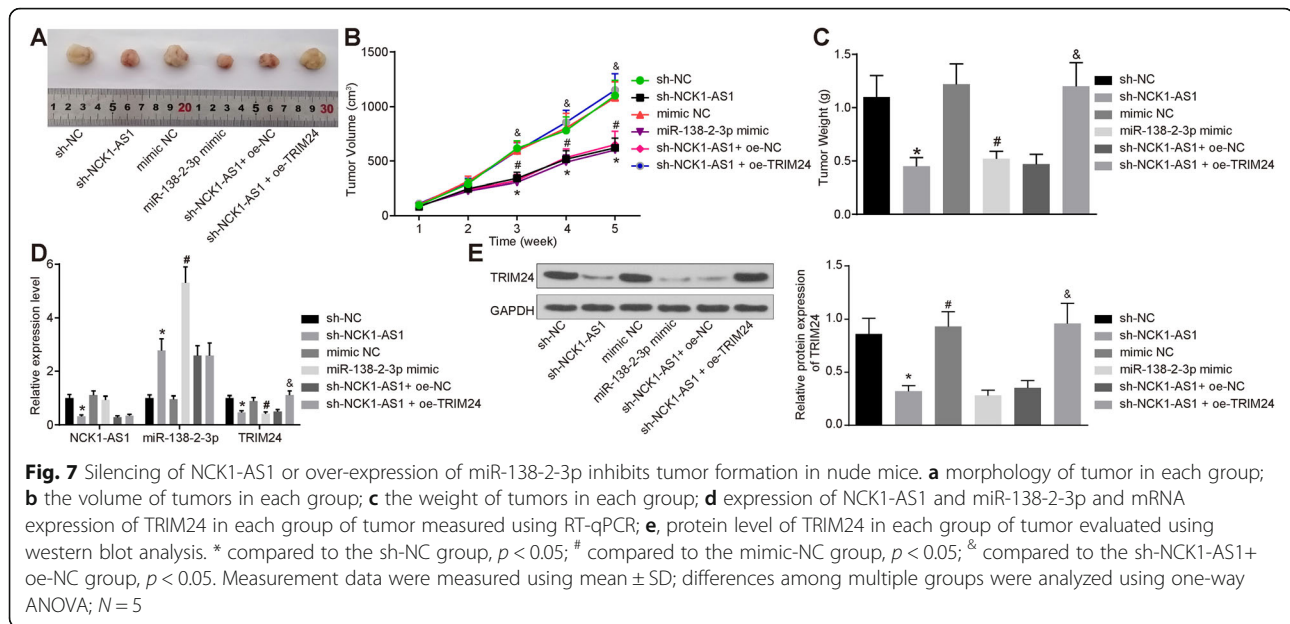 A
1 2 3 4 5 6 7 8 9 20 1 2 3 4 5 6 7 8 9 30
sh-NC
sh-NCK1-AS1
mimic NC
miR-138-2-3p mimic
sh-NCK1-AS1+ oe-NC
sh-NCK1-AS1 + oe-TRIM24
B
Tumor Volume (cm³)
1500
1000
500
0
1 2 3 4 5
Time (week)
& & &
# # #
* * *
sh-NC
sh-NCK1-AS1
mimic NC
miR-138-2-3p mimic
sh-NCK1-AS1+ oe-NC
sh-NCK1-AS1 + oe-TRIM24
C
Tumor Weight (g)
1.5
1.0
0.5
0.0
* # &
sh-NC
sh-NCK1-AS1
mimic NC
miR-138-2-3p mimic
sh-NCK1-AS1+ oe-NC
sh-NCK1-AS1 + oe-TRIM24
D
Relative expression level
6
4
2
0
* * # * # &
NCK1-AS1 miR-138-2-3p TRIM24
sh-NC
sh-NCK1-AS1
mimic NC
miR-138-2-3p mimic
sh-NCK1-AS1+ oe-NC
sh-NCK1-AS1 + oe-TRIM24
E
TRIM24
GAPDH
sh-NC
sh-NCK1-AS1
mimic NC
miR-138-2-3p mimic
sh-NCK1-AS1+ oe-NC
sh-NCK1-AS1 + oe-TRIM24
Relative protein expression
of TRIM24
1.5
1.0
0.5
0.0
* # &
sh-NC
sh-NCK1-AS1
mimic NC
miR-138-2-3p mimic
sh-NCK1-AS1+ oe-NC
sh-NCK1-AS1 + oe-TRIM24
Fig. 7 Silencing of NCK1-AS1 or over-expression of miR-138-2-3p inhibits tumor formation in nude mice. a morphology of tumor in each group;
b the volume of tumors in each group; c the weight of tumors in each group; d expression of NCK1-AS1 and miR-138-2-3p and mRNA
expression of TRIM24 in each group of tumor measured using RT-qPCR; e, protein level of TRIM24 in each group of tumor evaluated using
western blot analysis. * compared to the sh-NC group, p < 0.05; # compared to the mimic-NC group, p < 0.05; & compared to the sh-NCK1-AS1+
oe-NC group, p < 0.05. Measurement data were measured using mean ± SD; differences among multiple groups were analyzed using one-way
ANOVA; N = 5